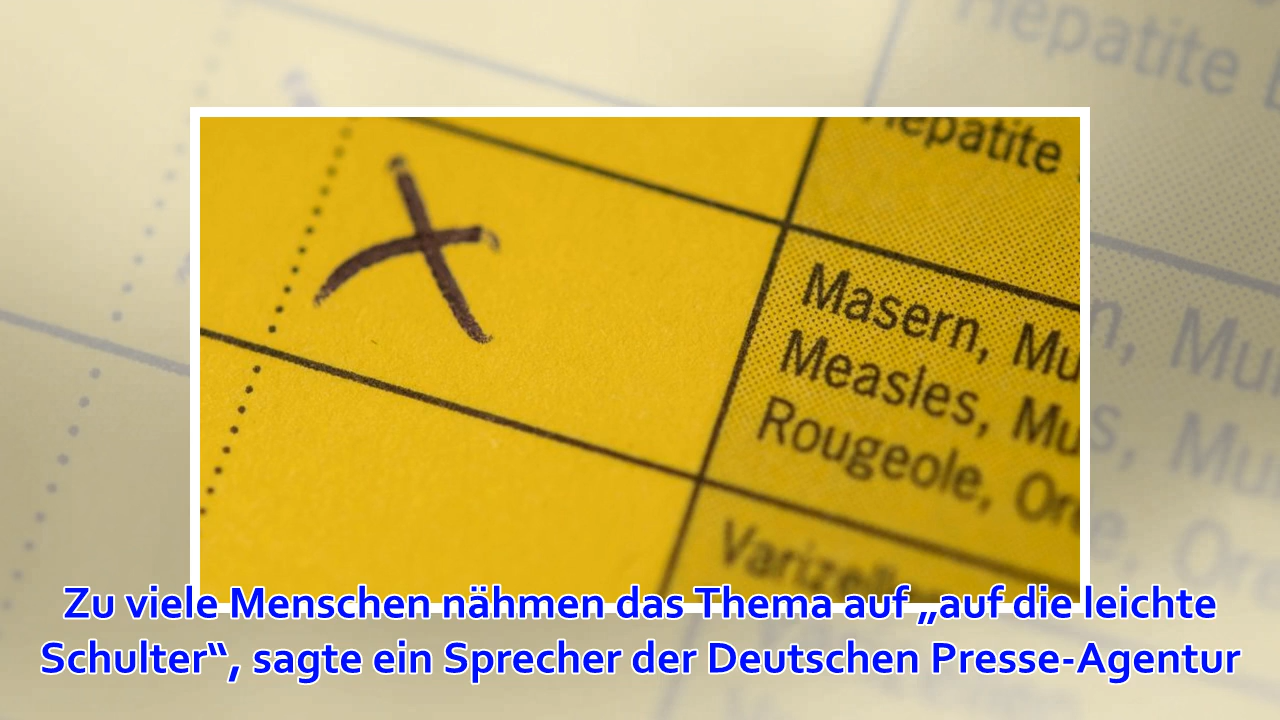 Hepatite
Masern, Mu
Measles, Mu
Rougeole, Ore
Varizell
Zu viele Menschen nähmen das Thema auf „auf die leichte
Schulter“, sagte ein Sprecher der Deutschen Presse-Agentur